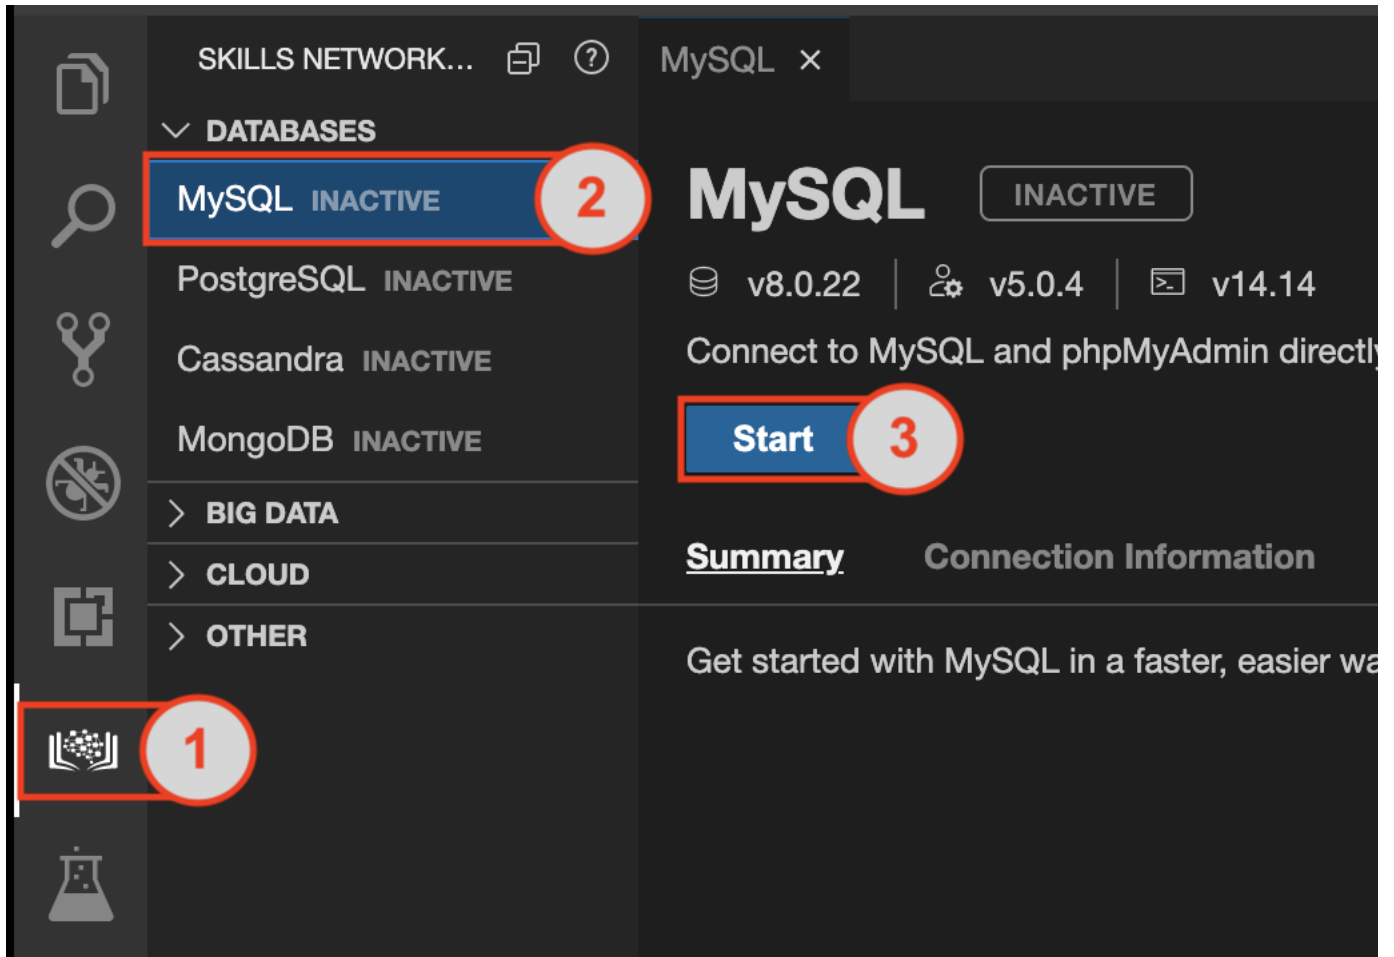 SKILLS NETWORK...
DATABASES
MySQL INACTIVE
2
PostgreSQL INACTIVE
Cassandra INACTIVE
MongoDB INACTIVE
BIG DATA
CLOUD
OTHER
1
MySQL ×
MySQL INACTIVE
v8.0.22 v5.0.4 v14.14
Connect to MySQL and phpMyAdmin directly
Start
3
Summary Connection Information
Get started with MySQL in a faster, easier